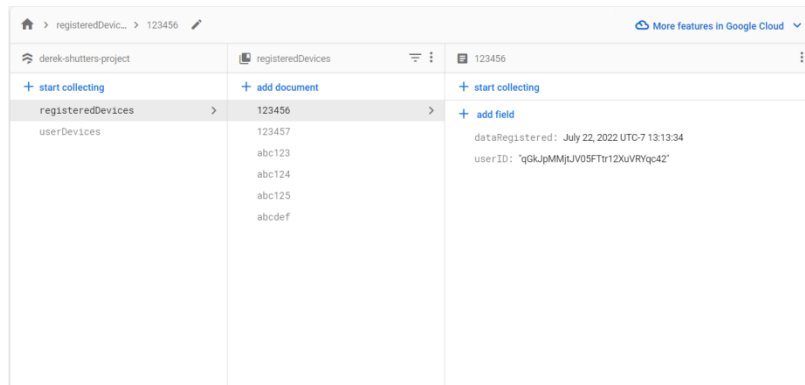 registeredDevic... > 123456
More features in Google Cloud
derek-shutters-project
registeredDevices
123456
+ start collecting
+ add document
+ start collecting
registeredDevices
userDevices
123456
123457
abc123
abc124
abc125
abcdef
+ add field
dataRegistered: July 22, 2022 UTC-7 13:13:34
userID: "qGkJpMMjtJV05FTtr12XuVRYqc42"